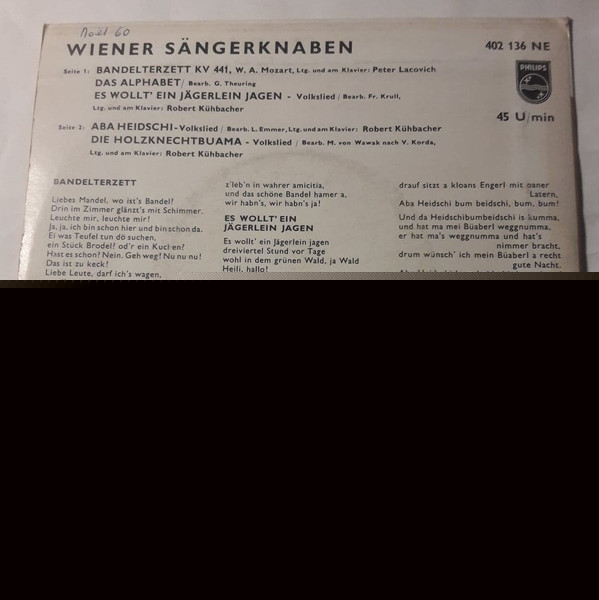 Noël 60
WIENER SÄNGERKNABEN
402 136 NE
PHILIPS
45 U/min
Seite 1: BANDELTERZETT KV 441, W. A. Mozart, Ltg. und am Klavier: Peter Lacovich
DAS ALPHABET / Bearb. G. Theuring
ES WOLLT' EIN JÄGERLEIN JAGEN - Volkslied / Bearb. Fr. Krull,
Ltg. und am Klavier: Robert Kühbacher
Seite 2: ABA HEIDSCHI - Volkslied / Bearb. L. Emmer, Ltg. und am Klavier: Robert Kühbacher
DIE HOLZKNECHTBUAMA - Volkslied / Bearb. M. von Wawak nach V. Korda,
Ltg. und am Klavier: Robert Kühbacher
BANDELTERZETT
Liebes Mandel, wo ist's Bandel?
Drin im Zimmer glänzt's mit Schimmer.
Leuchte mir, leuchte mir!
Ja, ja, ich bin schon hier und bin schon da.
Ei was Teufel tun dö suchen,
ein Stück Brodel? od'r ein Kuchen?
Hast es schon? Nein. Geh weg! Nu nu nu!
Das ist zu keck!
Liebe Leute, darf ich's wagen,
z'leb'n in wahrer amicitia,
und das schöne Bandel hamer a,
wir habn's, wir habn's ja!
ES WOLLT' EIN
JÄGERLEIN JAGEN
Es wollt' ein Jägerlein jagen
dreiviertel Stund vor Tage
wohl in dem grünen Wald, ja Wald
Heili, hallo!
drauf sitzt a kloans Engerl mit oaner
Latern,
Aba Heidschi bum beidschi, bum, bum!
Und da Heidschibumbeidschi is kumma,
und hat ma mei Büaberl weggnumma,
er hat ma's weggnumma und hat's
nimmer bracht,
drum wünsch' ich mein Büaberl a recht
gute Nacht.